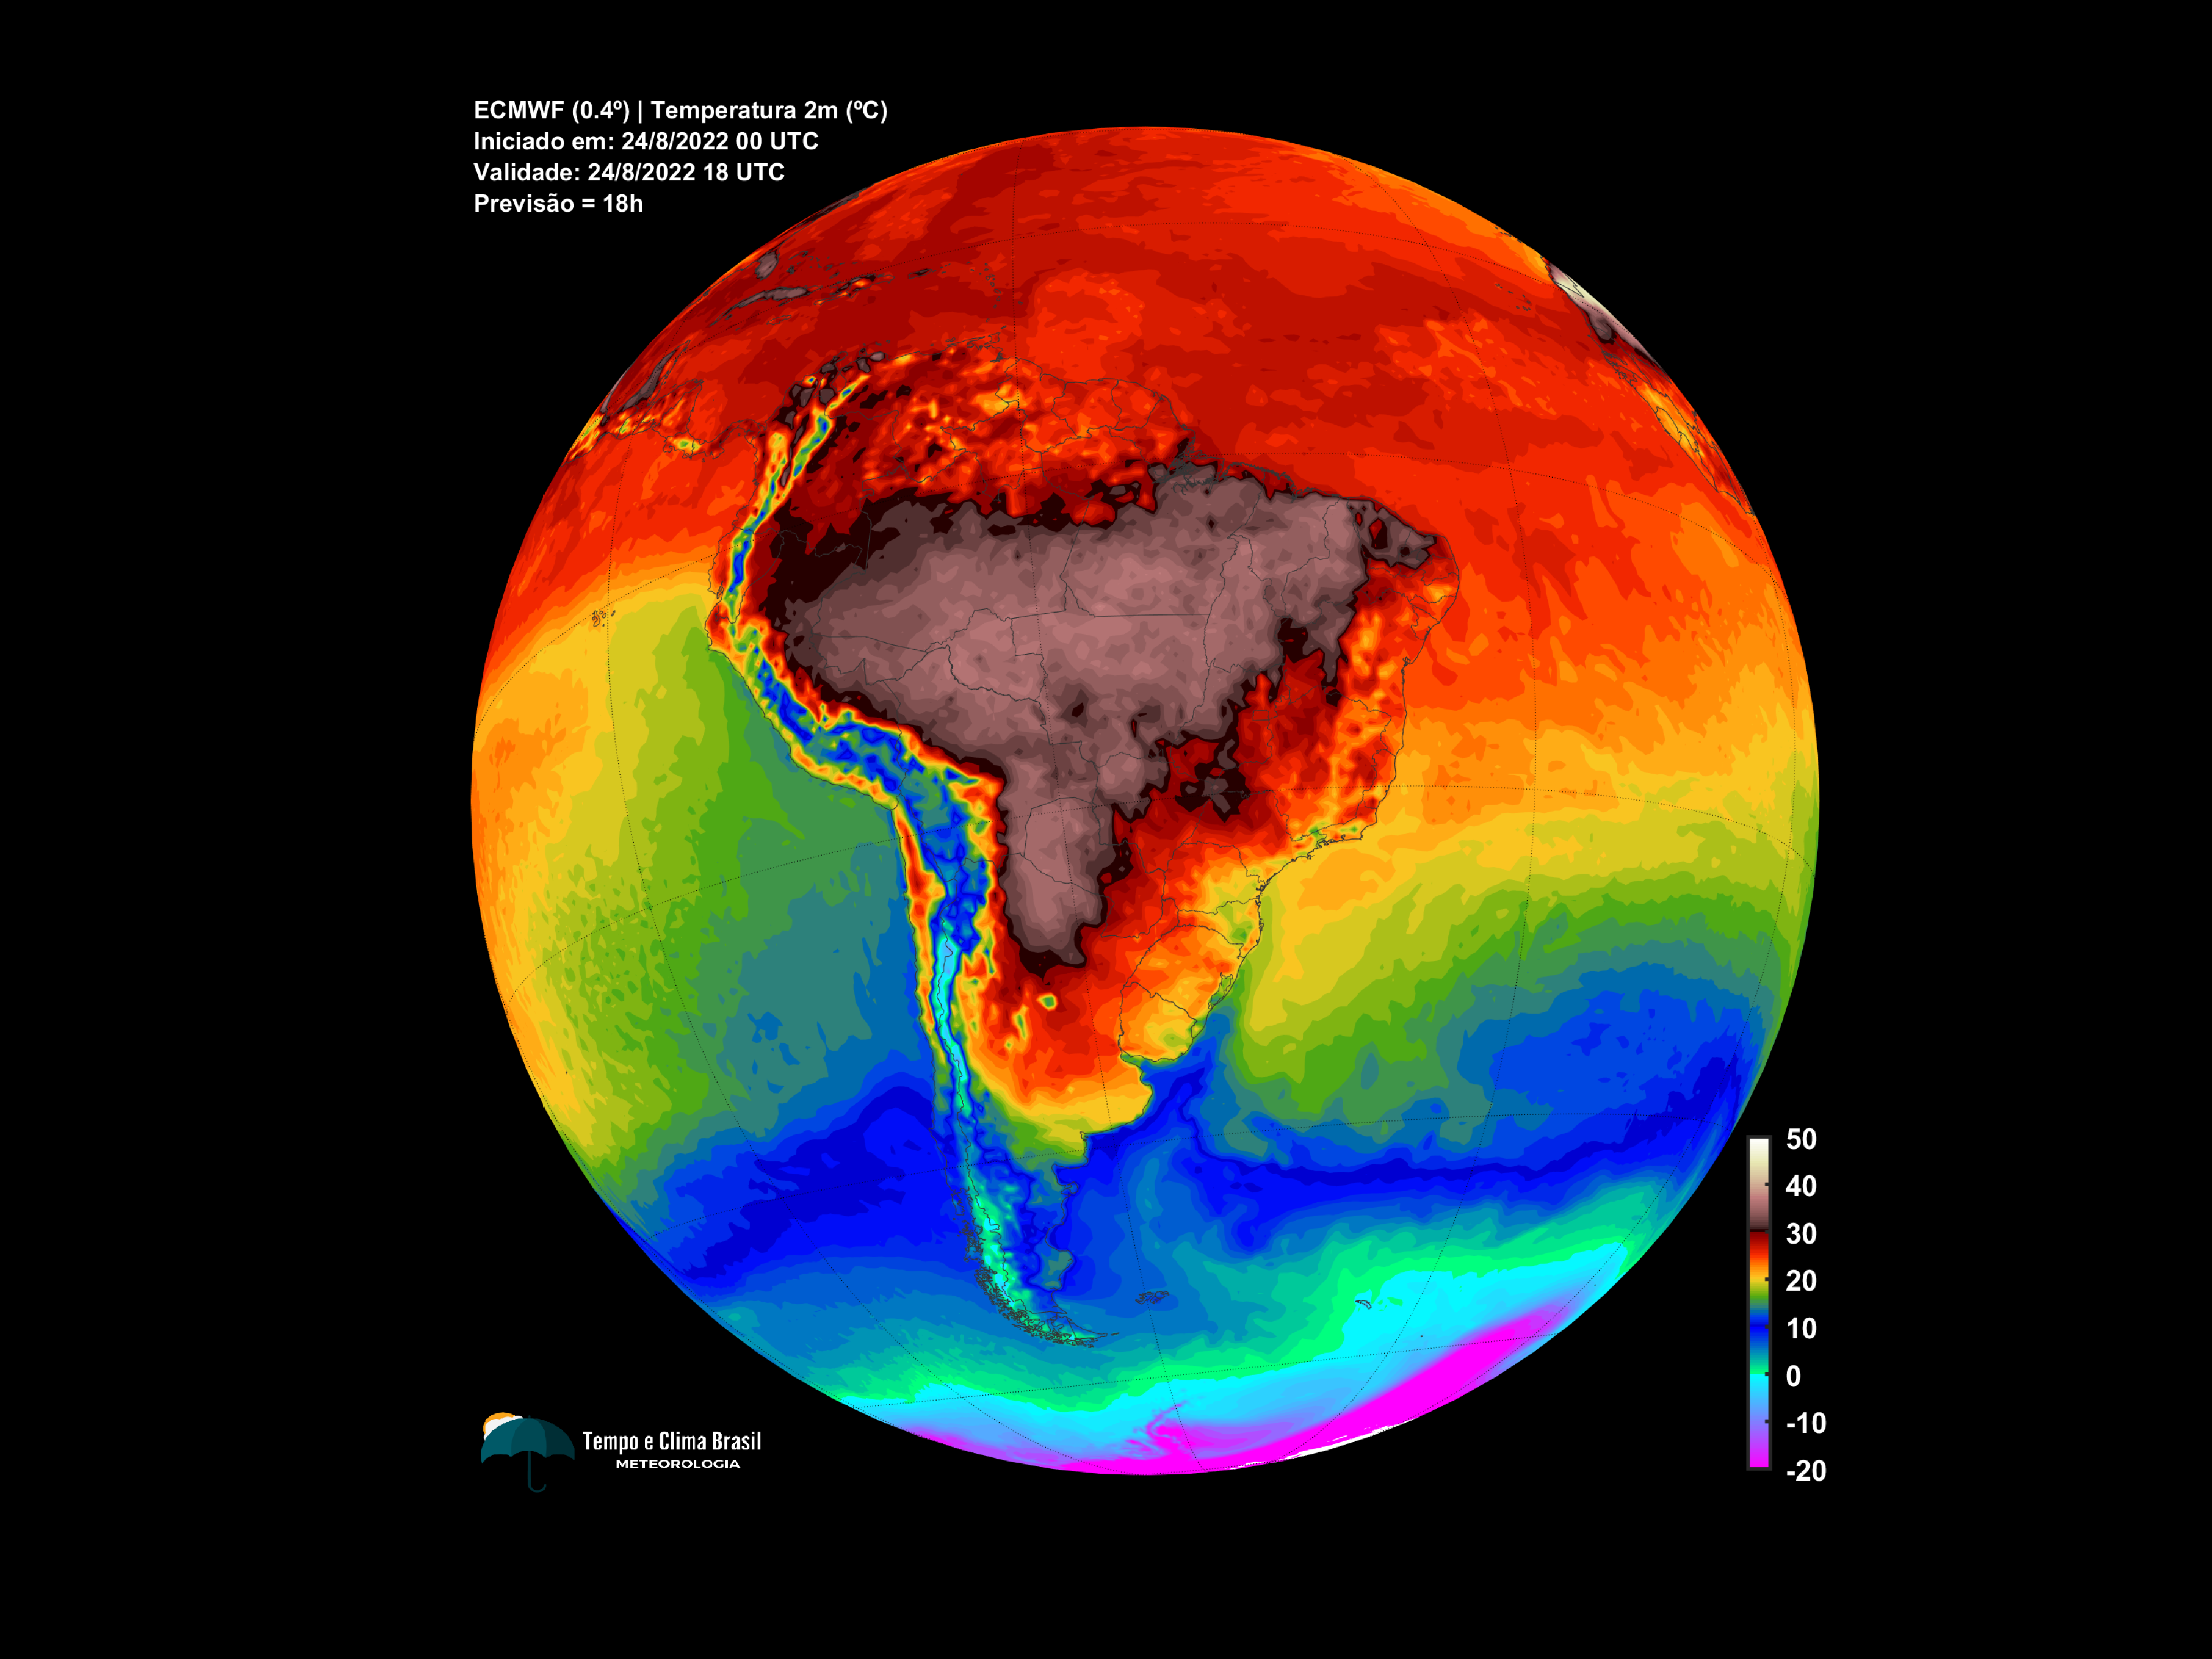 ECMWF (0.4º) | Temperatura 2m (ºC)
Iniciado em: 24/8/2022 00 UTC
Validade: 24/8/2022 18 UTC
Previsão = 18h
50
40
30
20
10
0
-10
-20
Tempo e Clima Brasil
METEOROLOGIA